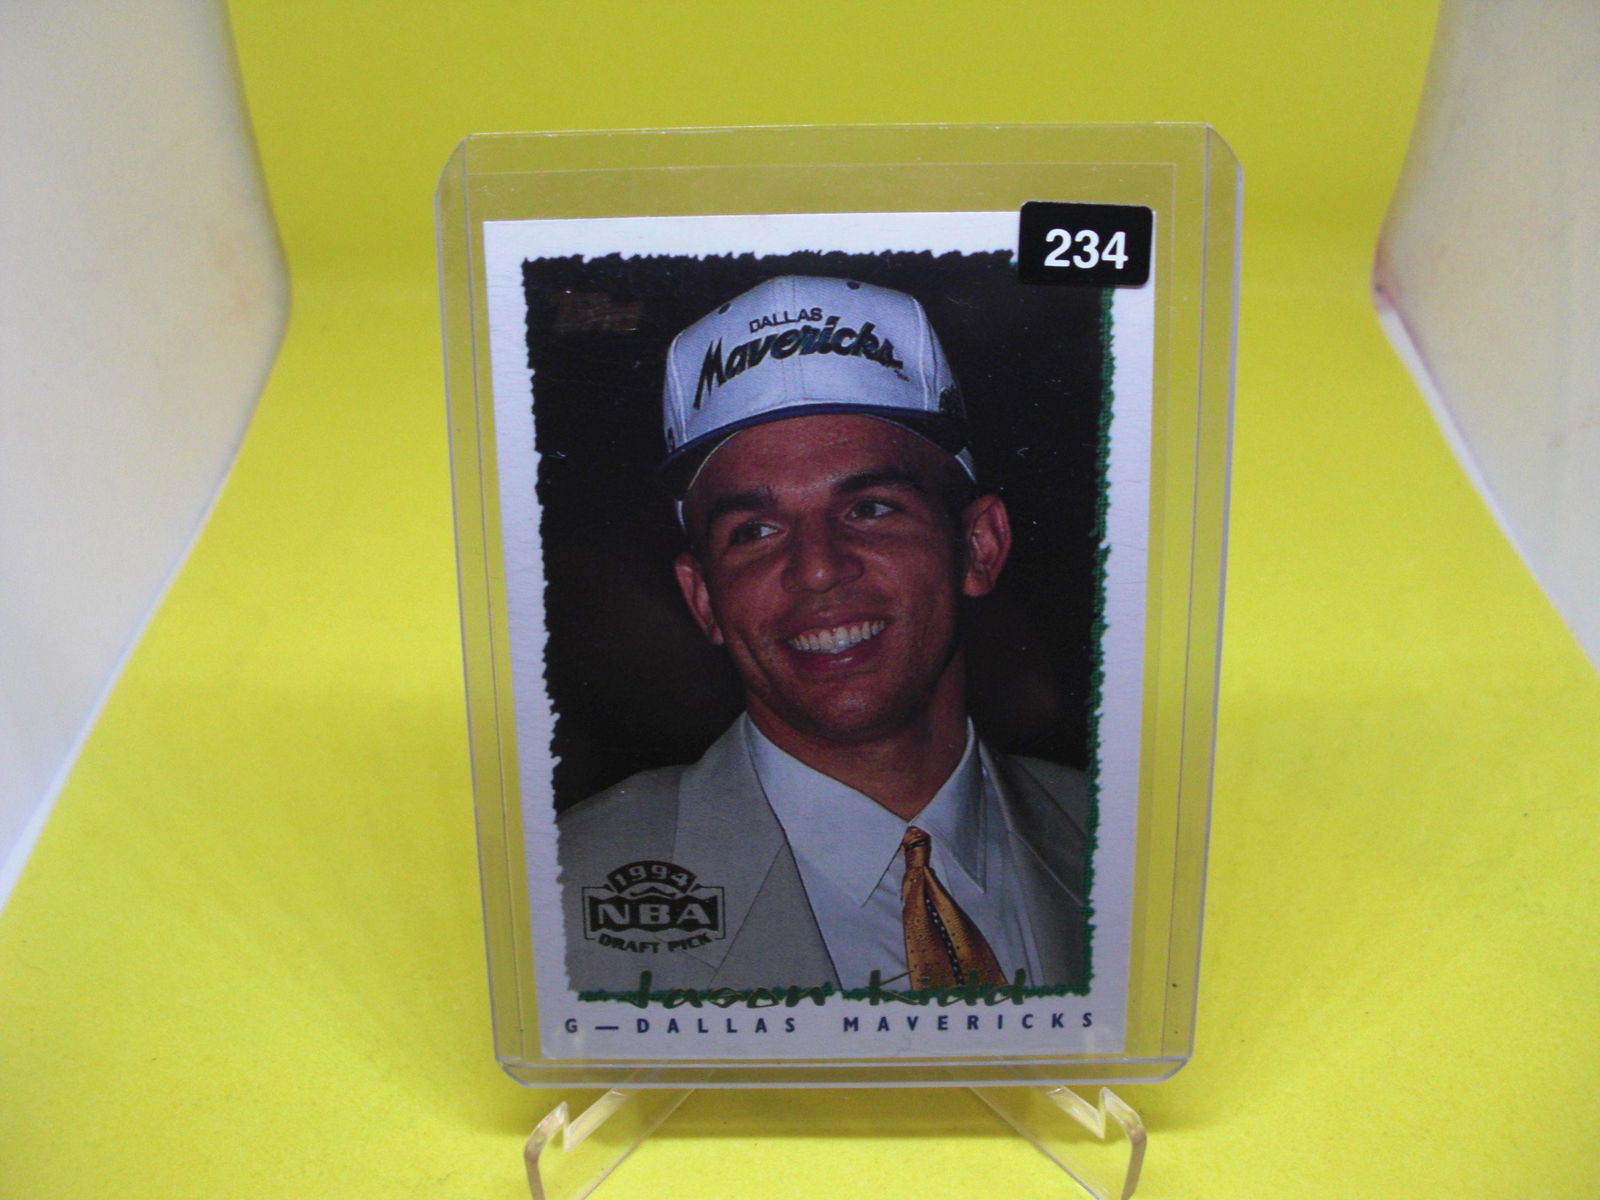 234
DALLAS
Mavericks
1994
NBA
DRAFT PICK
Jason Kidd
G—DALLAS MAVERICKS